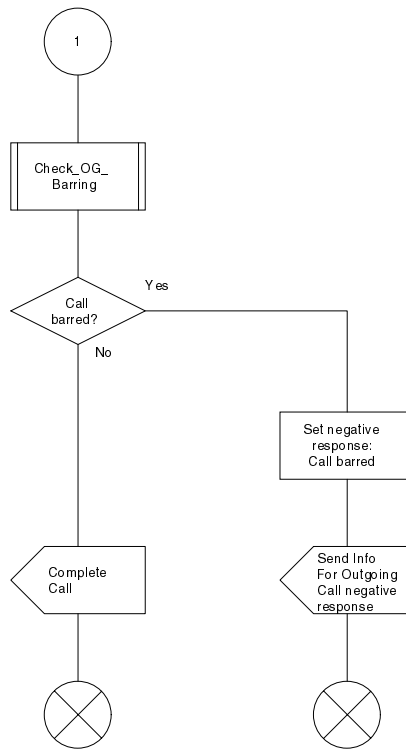 1
Check_OG_
Barring
Call
barred?
Yes
No
Set negative
response:
Call barred
Complete
Call
Send Info
For Outgoing
Call negative
response